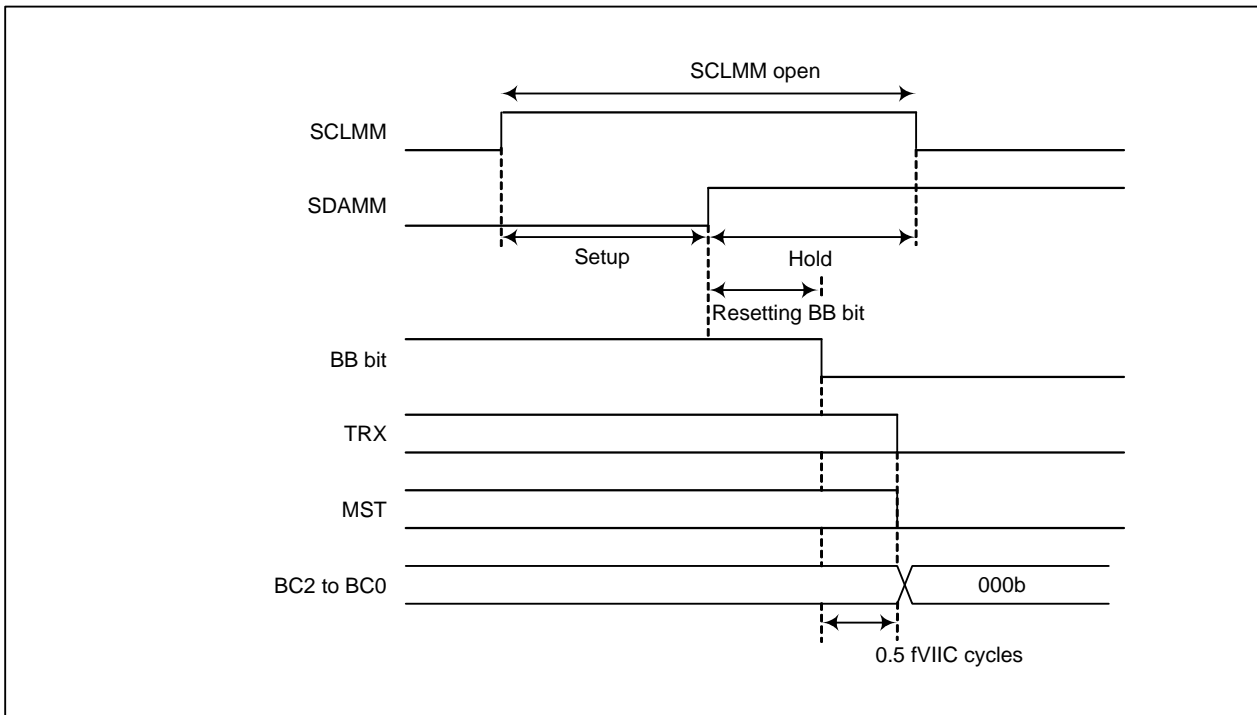 SCLMM open
SCLMM
SDAMM
Setup
Hold
Resetting BB bit
BB bit
TRX
MST
BC2 to BC0
000b
0.5 fVIIC cycles